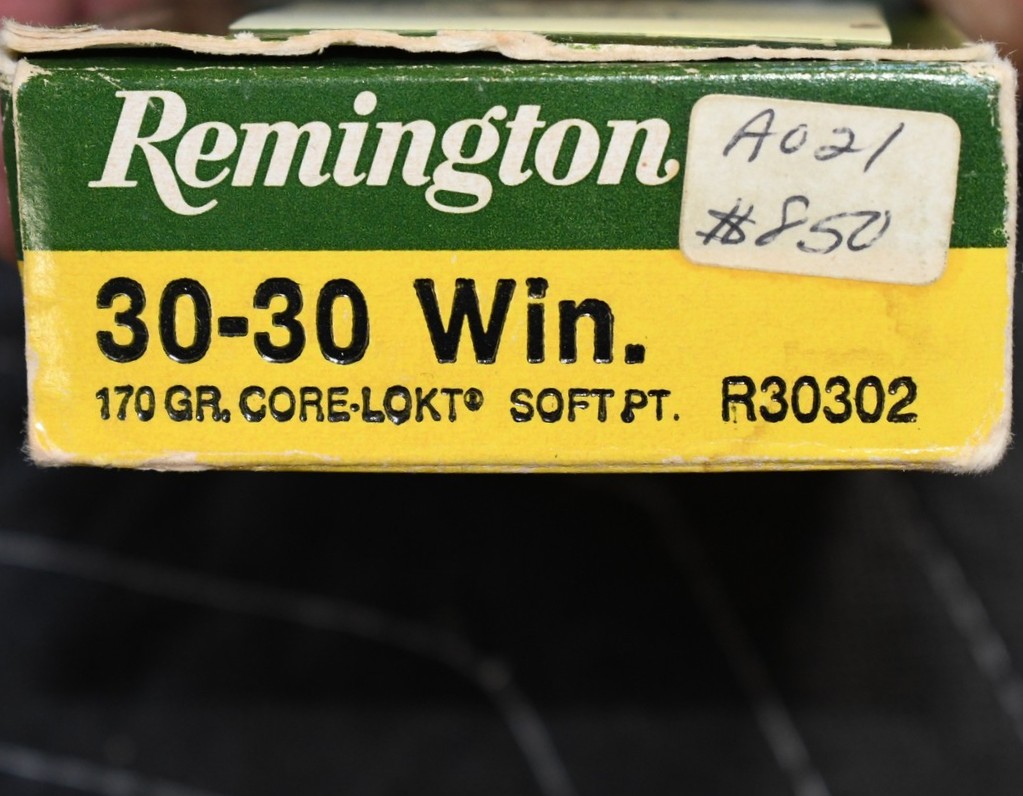 Remington
A021
#850
30-30 Win.
170 GR. CORE-LOKT® SOFT PT. R30302